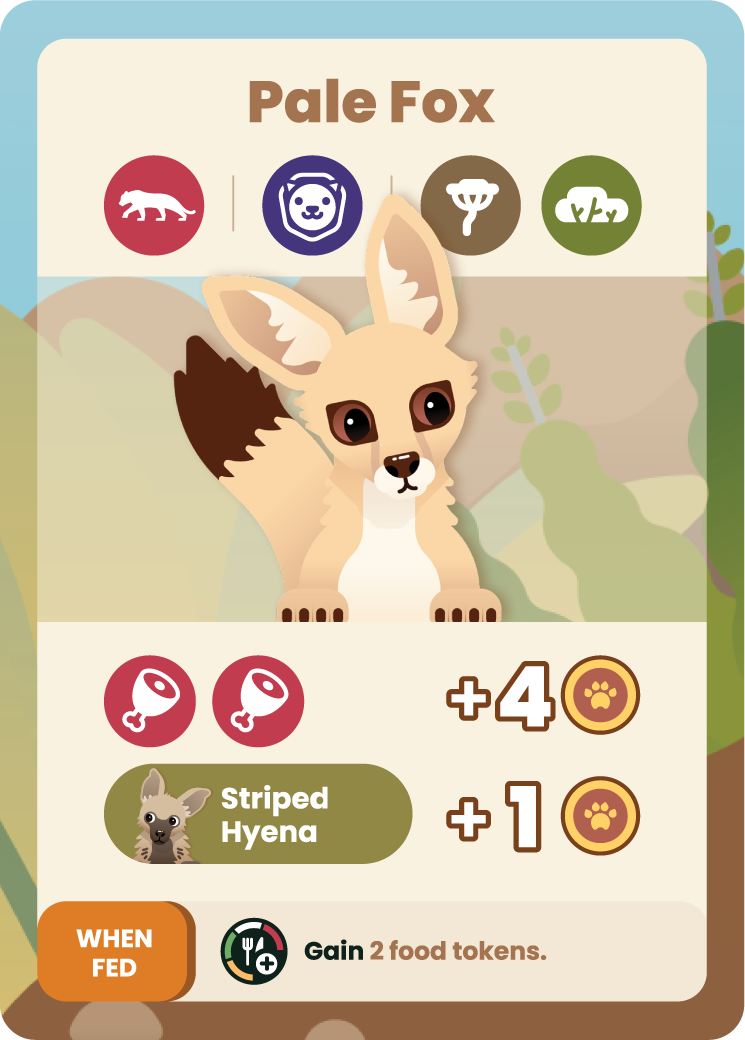 Pale Fox
+4
Striped
Hyena
+1
WHEN
FED
Gain 2 food tokens.